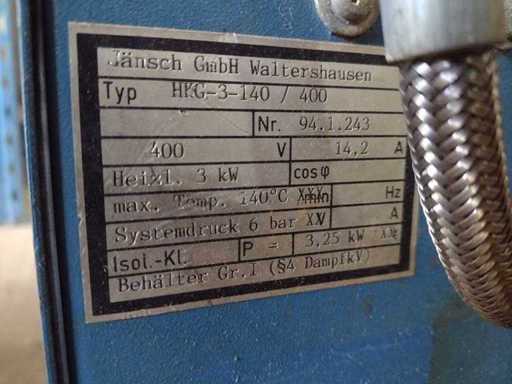 Jänsch GmbH Waltershausen
Typ HKG-3-140 / 400
Nr. 94.1.243
400 V 14,2 A
Heizl. 3 kW cosφ
max. Temp. 140°C Hz
Systemdruck 6 bar A
Isol.-Kl. P = 3,25 kW
Behälter Gr.I (§4 DampfkV)